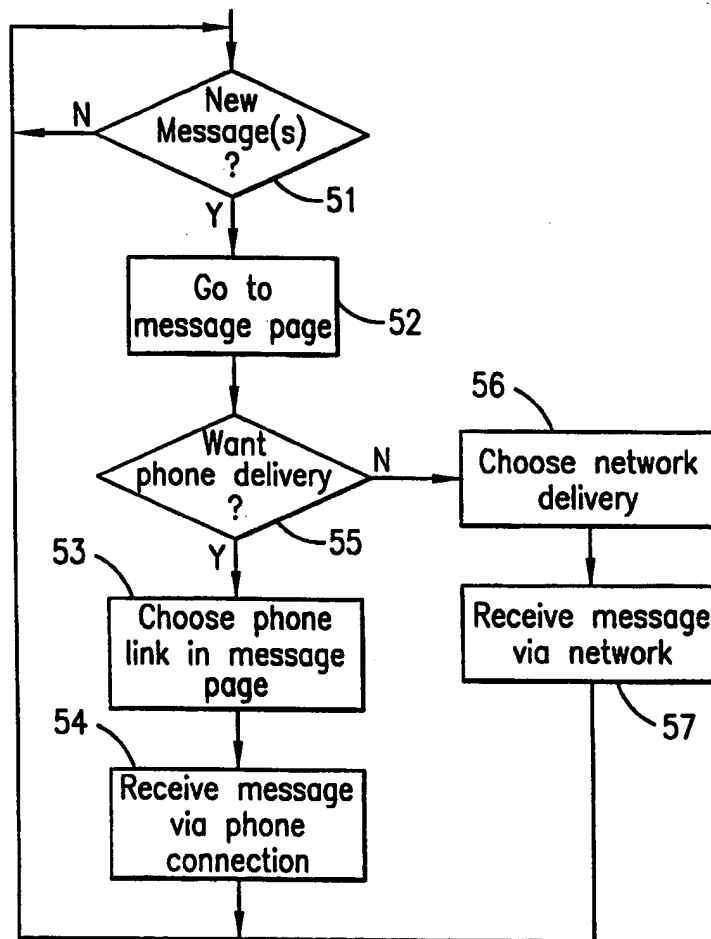 New
Message(s)
?
N
51
Y
Go to
message page
52
Want
phone delivery
?
N
55
Y
56
Choose network
delivery
53
Choose phone
link in message
page
Receive message
via network
57
54
Receive message
via phone
connection